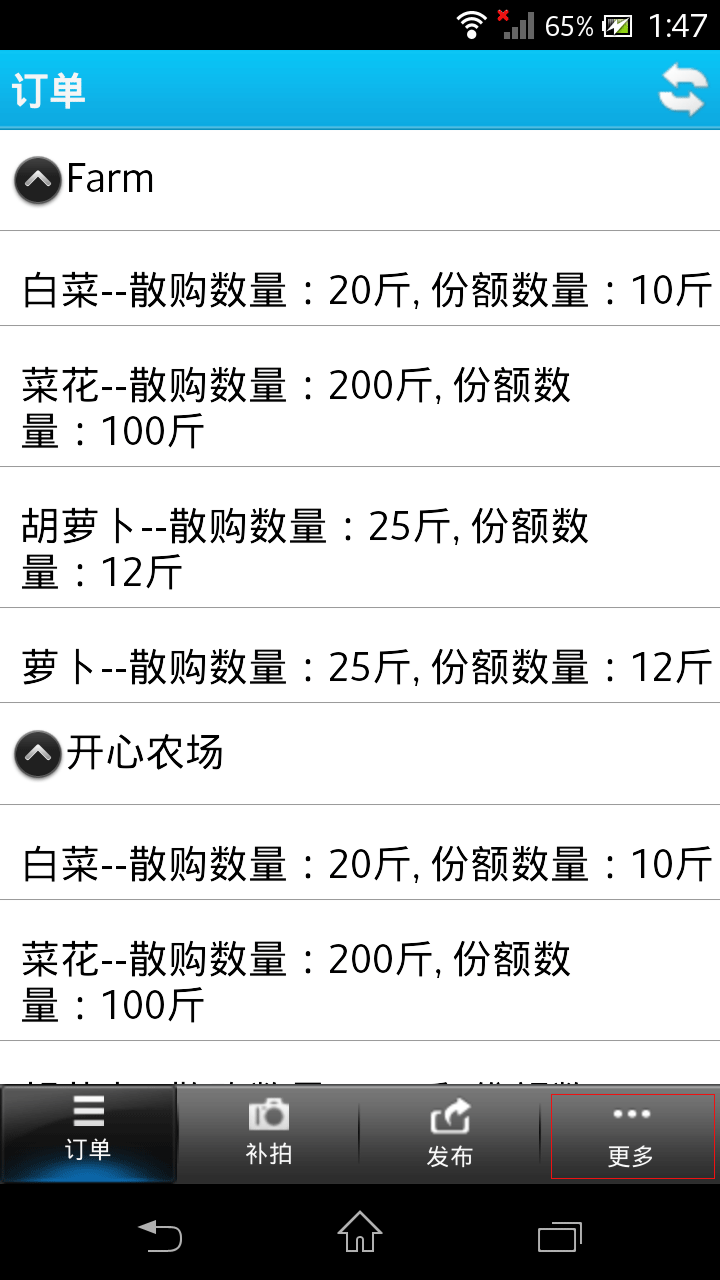 65% 1:47
订单
Farm
白菜--散购数量：20斤, 份额数量：10斤
菜花--散购数量：200斤, 份额数
量：100斤
胡萝卜--散购数量：25斤, 份额数
量：12斤
萝卜--散购数量：25斤, 份额数量：12斤
开心农场
白菜--散购数量：20斤, 份额数量：10斤
菜花--散购数量：200斤, 份额数
量：100斤
订单 补拍 发布 更多